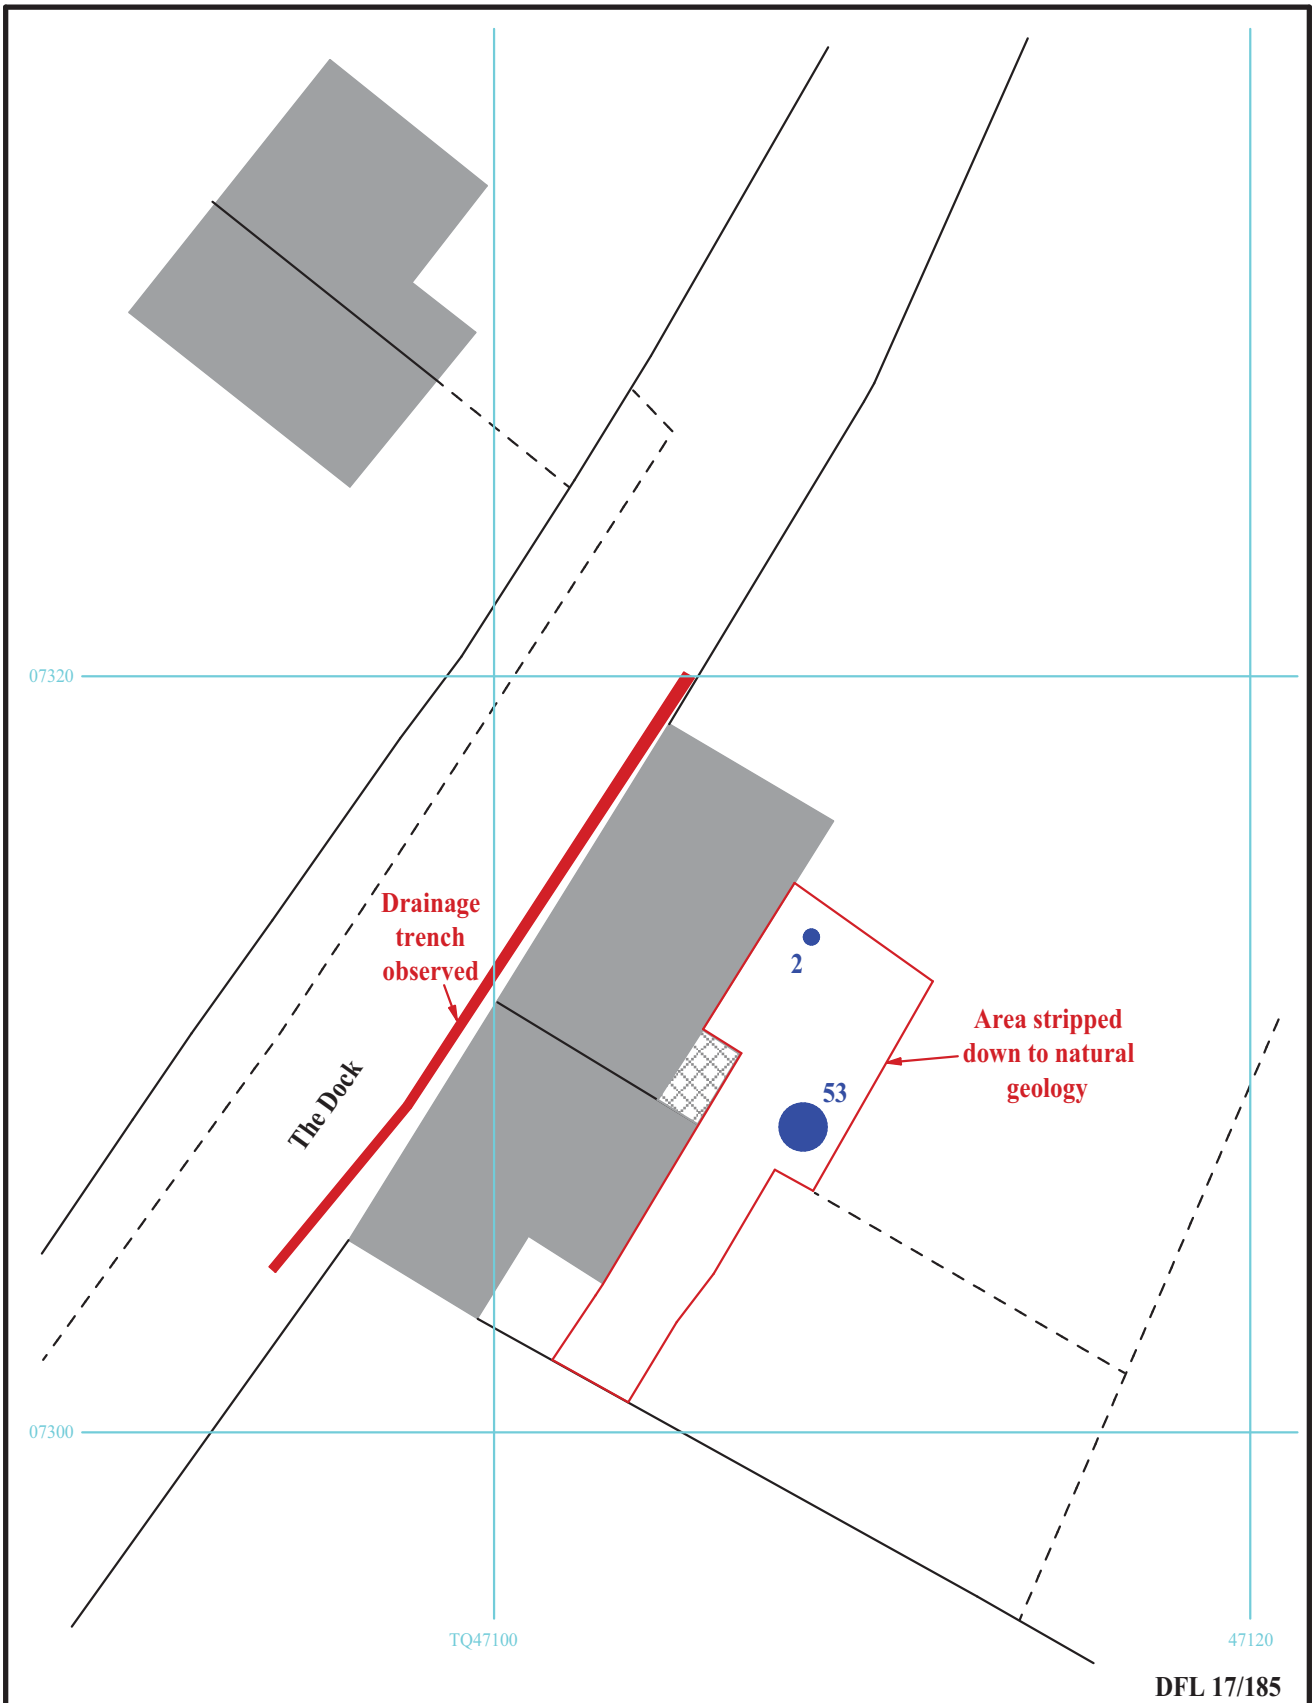 07320
Drainage
trench
observed
2
Area stripped
down to natural
geology
53
The Dock
07300
TQ47100
47120
DFL 17/185